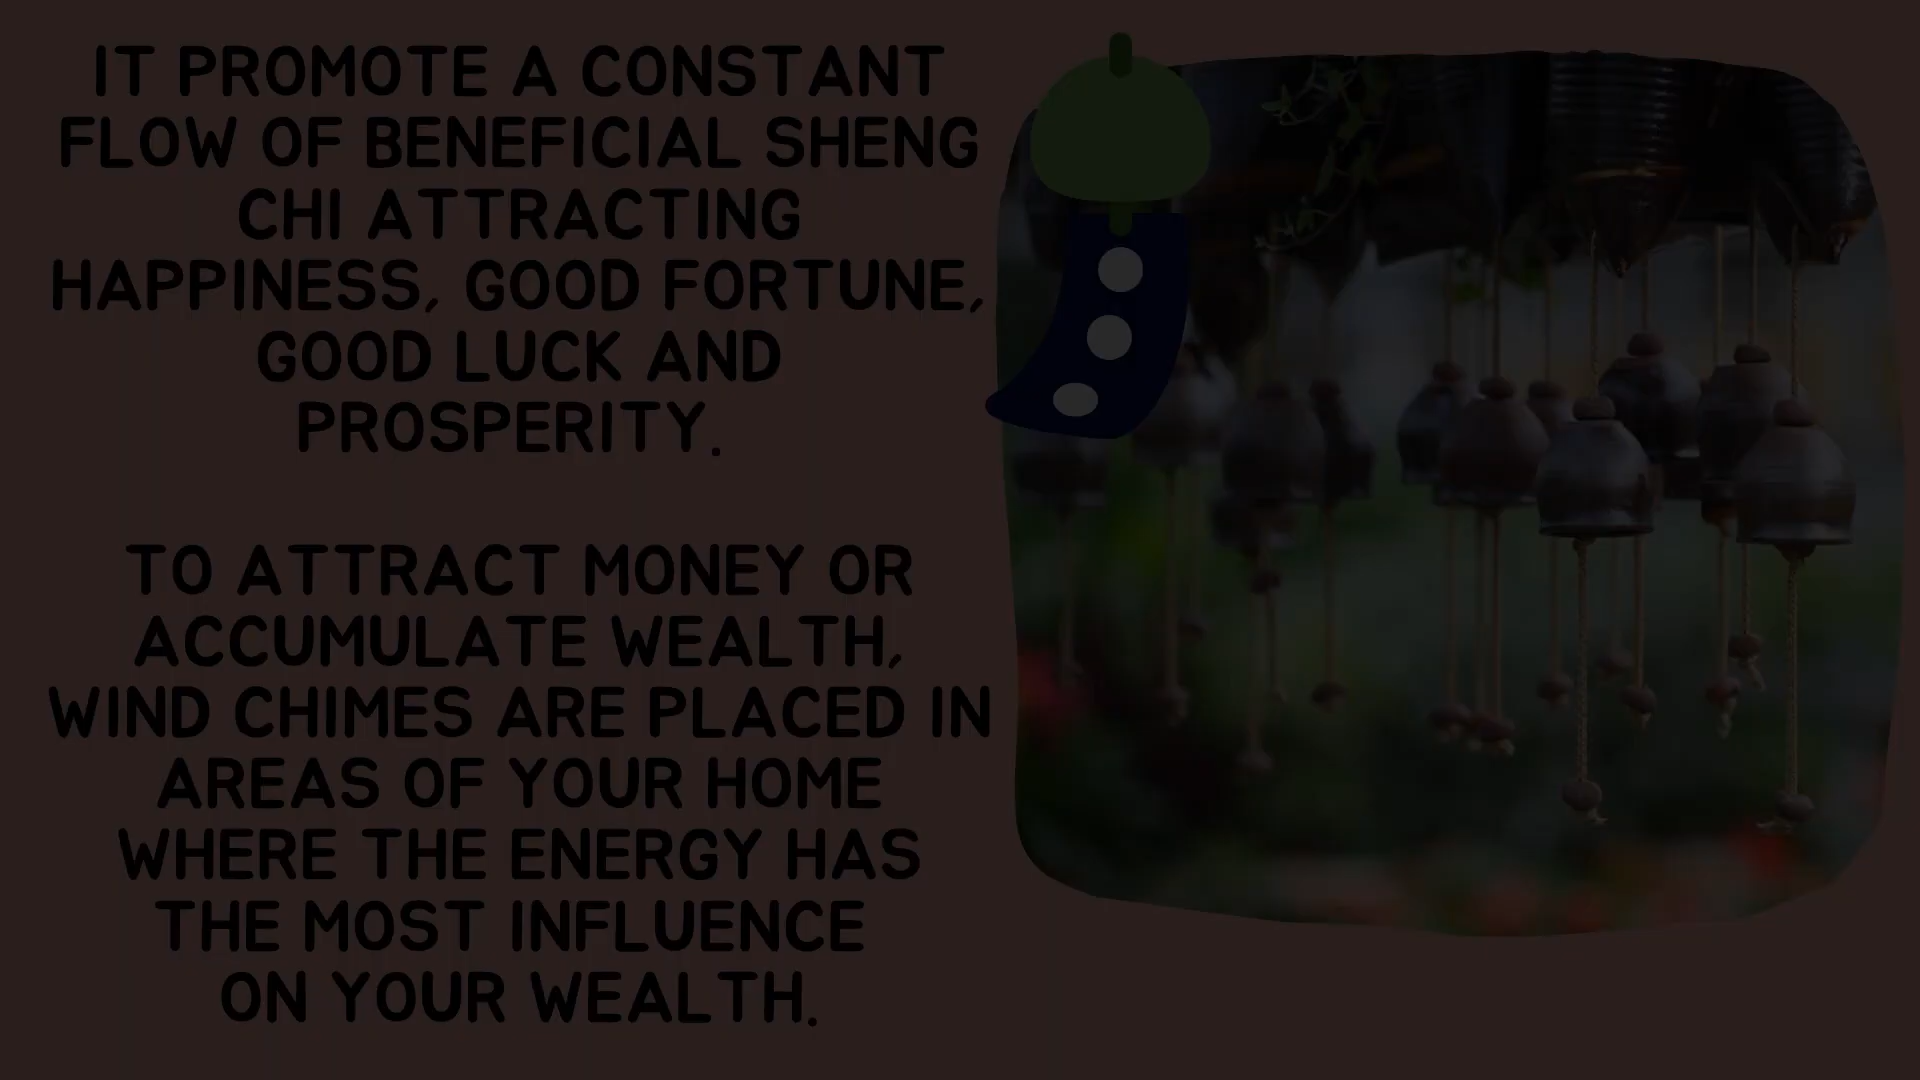 IT PROMOTE A CONSTANT
FLOW OF BENEFICIAL SHENG
CHI ATTRACTING
HAPPINESS, GOOD FORTUNE,
GOOD LUCK AND
PROSPERITY.
TO ATTRACT MONEY OR
ACCUMULATE WEALTH,
WIND CHIMES ARE PLACED IN
AREAS OF YOUR HOME
WHERE THE ENERGY HAS
THE MOST INFLUENCE
ON YOUR WEALTH.